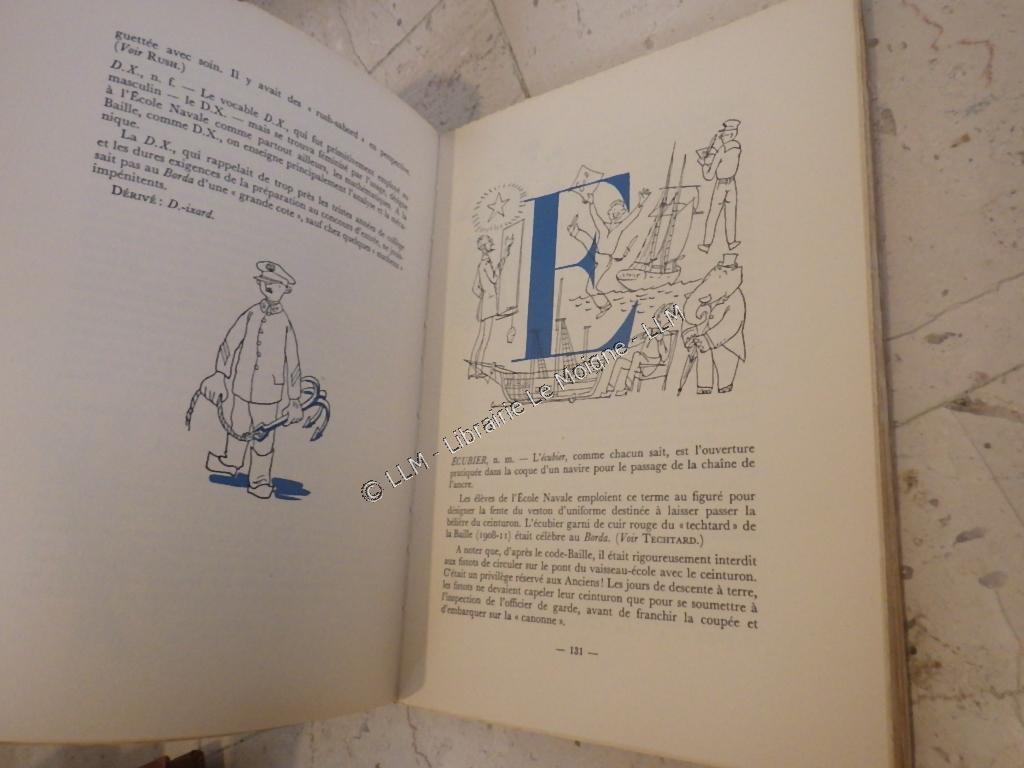 guettée avec soin. Il y avait des « rush-sabord » en perspective.
(Voir RUSH.)
D.X., n. f. — Le vocable D.X., qui fut primitivement employé au
masculin — le D.X. — mais se trouva féminisé par l'usage, désigne
à l'École Navale comme partout ailleurs, les mathématiques. A la
Baille, comme D.X., on enseigne principalement l'analyse et la méca-
nique.
La D.X., qui rappelait de trop près les tristes années de collège
et les dures exigences de la préparation au concours d'entrée, ne jouis-
sait pas au Borda d'une « grande cote », sauf chez quelques «
impénitents.
DÉRIVÉ : D.-ixard.
E
ÉCUBIER, n. m. — L'écubier, comme chacun sait, est l'ouverture
pratiquée dans la coque d'un navire pour le passage de la chaîne de
l'ancre.
Les élèves de l'École Navale emploient ce terme au figuré pour
désigner la fente du veston d'uniforme destinée à laisser passer la
bélière du ceinturon. L'écubier garni de cuir rouge du « techtard » de
la Baille (1908-11) était célèbre au Borda. (Voir TECHTARD.)
A noter que, d'après le code-Baille, il était rigoureusement interdit
aux fistots de circuler sur le pont du vaisseau-école avec le ceinturon.
C'était un privilège réservé aux Anciens! Les jours de descente à terre,
les fistots ne devaient capeler leur ceinturon que pour se soumettre à
l'inspection de l'officier de garde, avant de franchir la coupée et
d'embarquer sur la « canonne ».
— 131 —
© LLM - Librairie Le Moigne - LLM